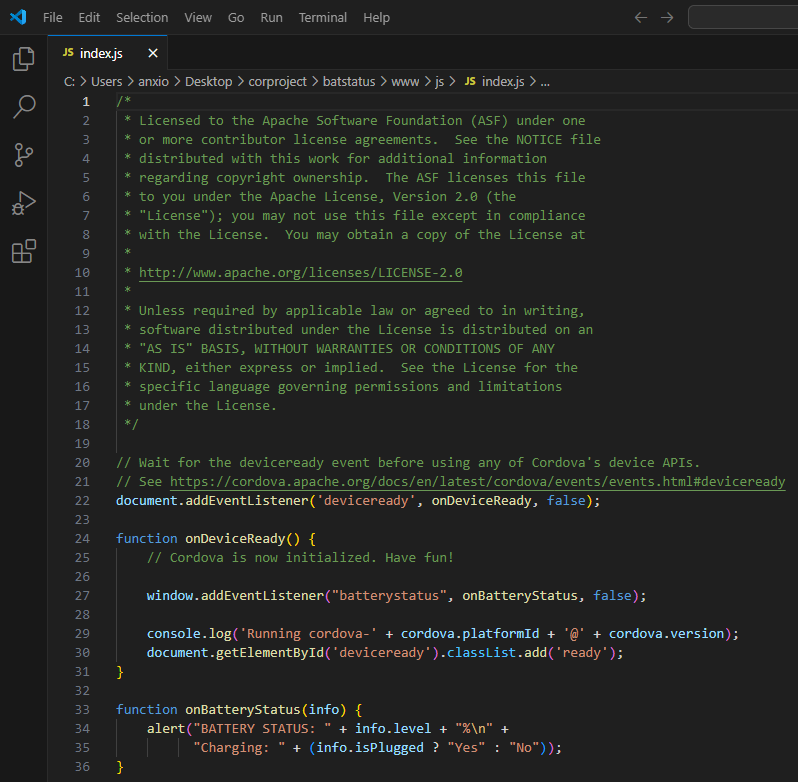 File Edit Selection View Go Run Terminal Help
JS index.js
C: > Users > anxio > Desktop > corproject > batstatus > www > js > JS index.js > ...
1 /*
2  * Licensed to the Apache Software Foundation (ASF) under one
3  * or more contributor license agreements.  See the NOTICE file
4  * distributed with this work for additional information
5  * regarding copyright ownership.  The ASF licenses this file
6  * to you under the Apache License, Version 2.0 (the
7  * "License"); you may not use this file except in compliance
8  * with the License.  You may obtain a copy of the License at
9  *
10  * http://www.apache.org/licenses/LICENSE-2.0
11  *
12  * Unless required by applicable law or agreed to in writing,
13  * software distributed under the License is distributed on an
14  * "AS IS" BASIS, WITHOUT WARRANTIES OR CONDITIONS OF ANY
15  * KIND, either express or implied.  See the License for the
16  * specific language governing permissions and limitations
17  * under the License.
18  */
19
20 // Wait for the deviceready event before using any of Cordova's device APIs.
21 // See https://cordova.apache.org/docs/en/latest/cordova/events/events.html#deviceready
22 document.addEventListener('deviceready', onDeviceReady, false);
23
24 function onDeviceReady() {
25     // Cordova is now initialized. Have fun!
26
27     window.addEventListener("batterystatus", onBatteryStatus, false);
28
29     console.log('Running cordova-' + cordova.platformId + '@' + cordova.version);
30     document.getElementById('deviceready').classList.add('ready');
31 }
32
33 function onBatteryStatus(info) {
34     alert("BATTERY STATUS: " + info.level + "%\n" +
35           "Charging: " + (info.isPlugged ? "Yes" : "No"));
36 }